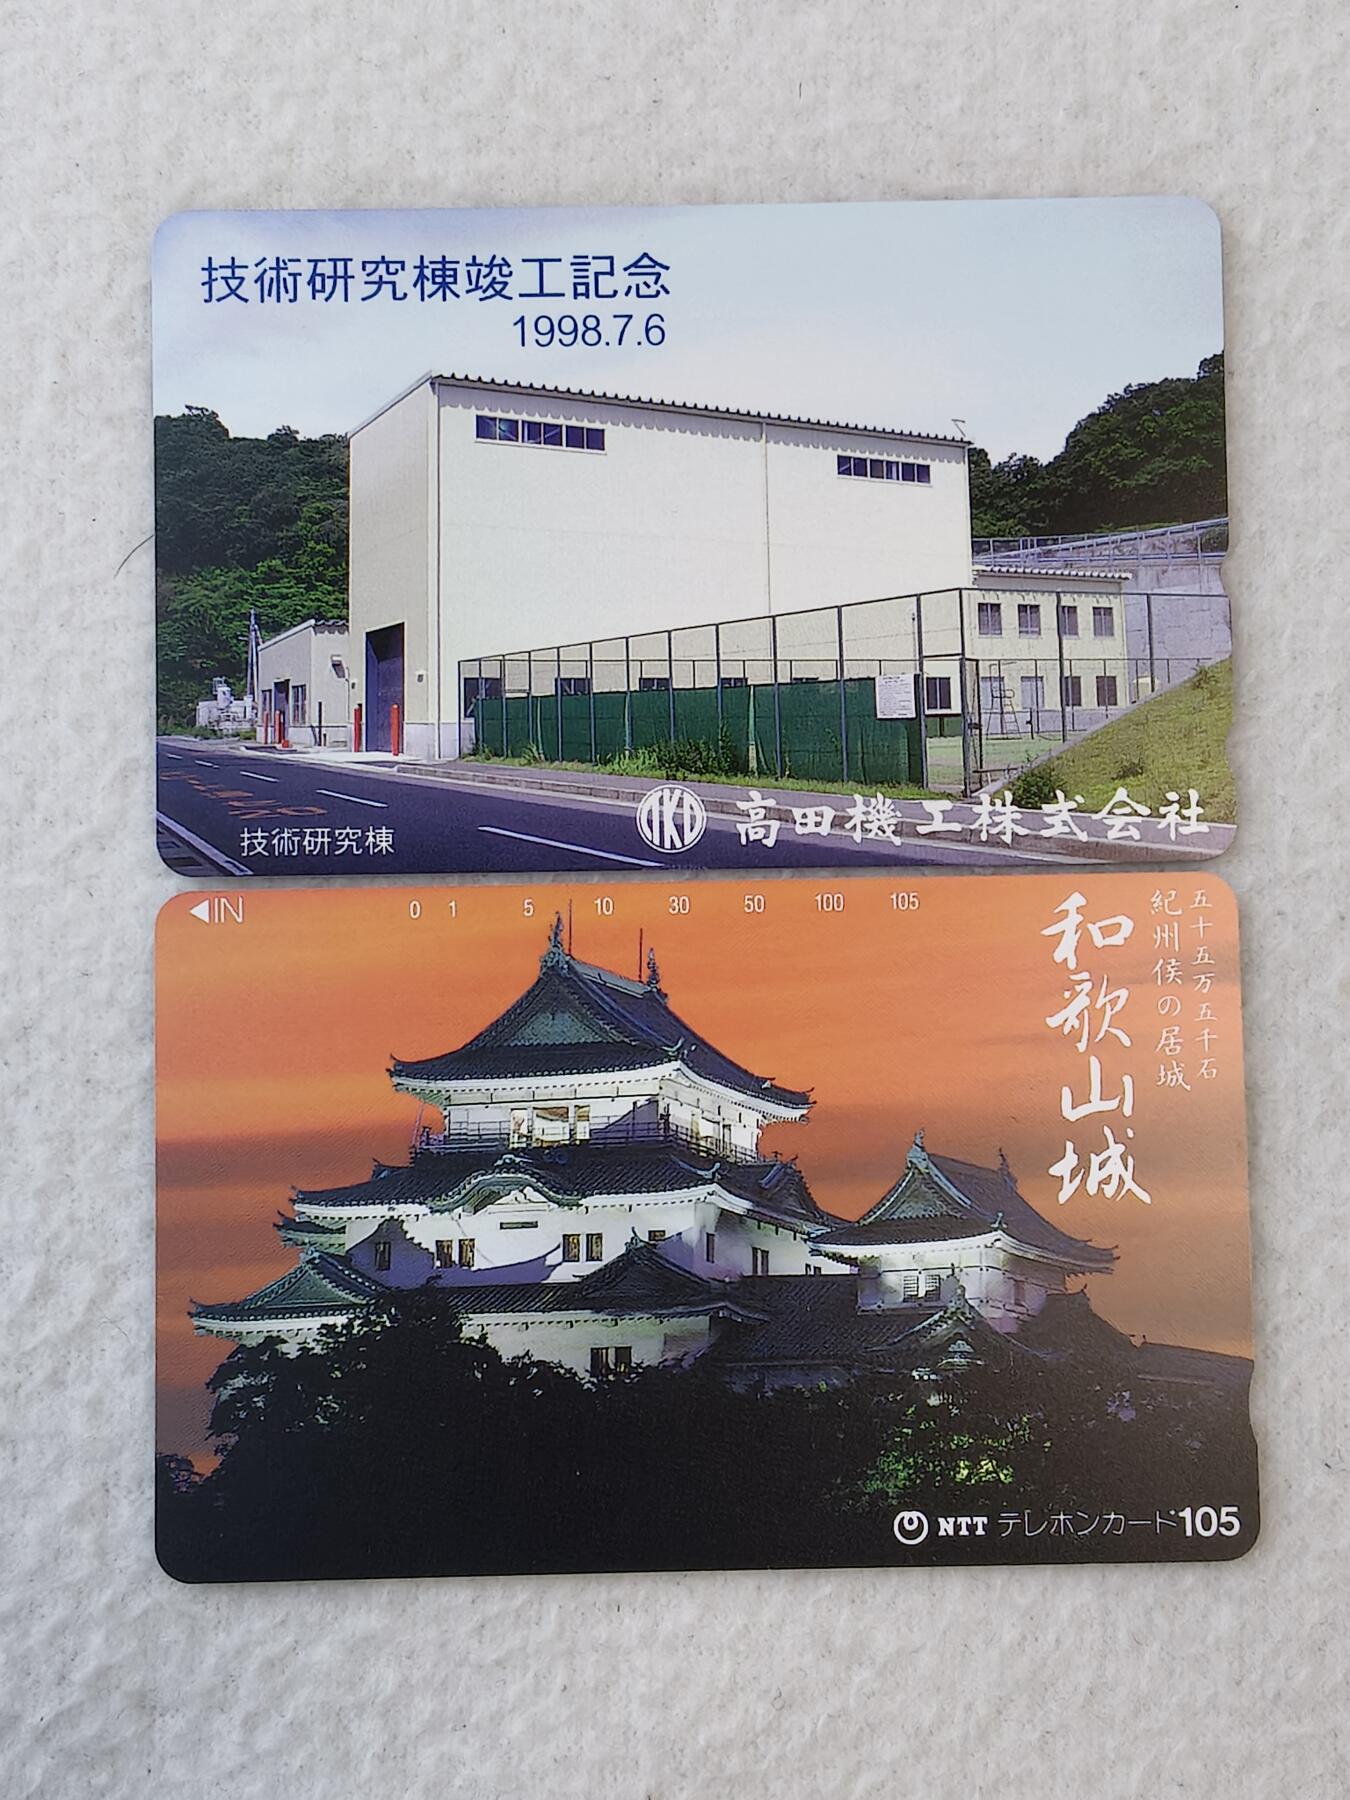 技術研究棟竣工記念
1998.7.6
技術研究棟
高田機工株式会社
◀IN 0 1 5 10 30 50 100 105
五十五万五千石
紀州侯の居城
和歌山城
NTT テレホンカード105